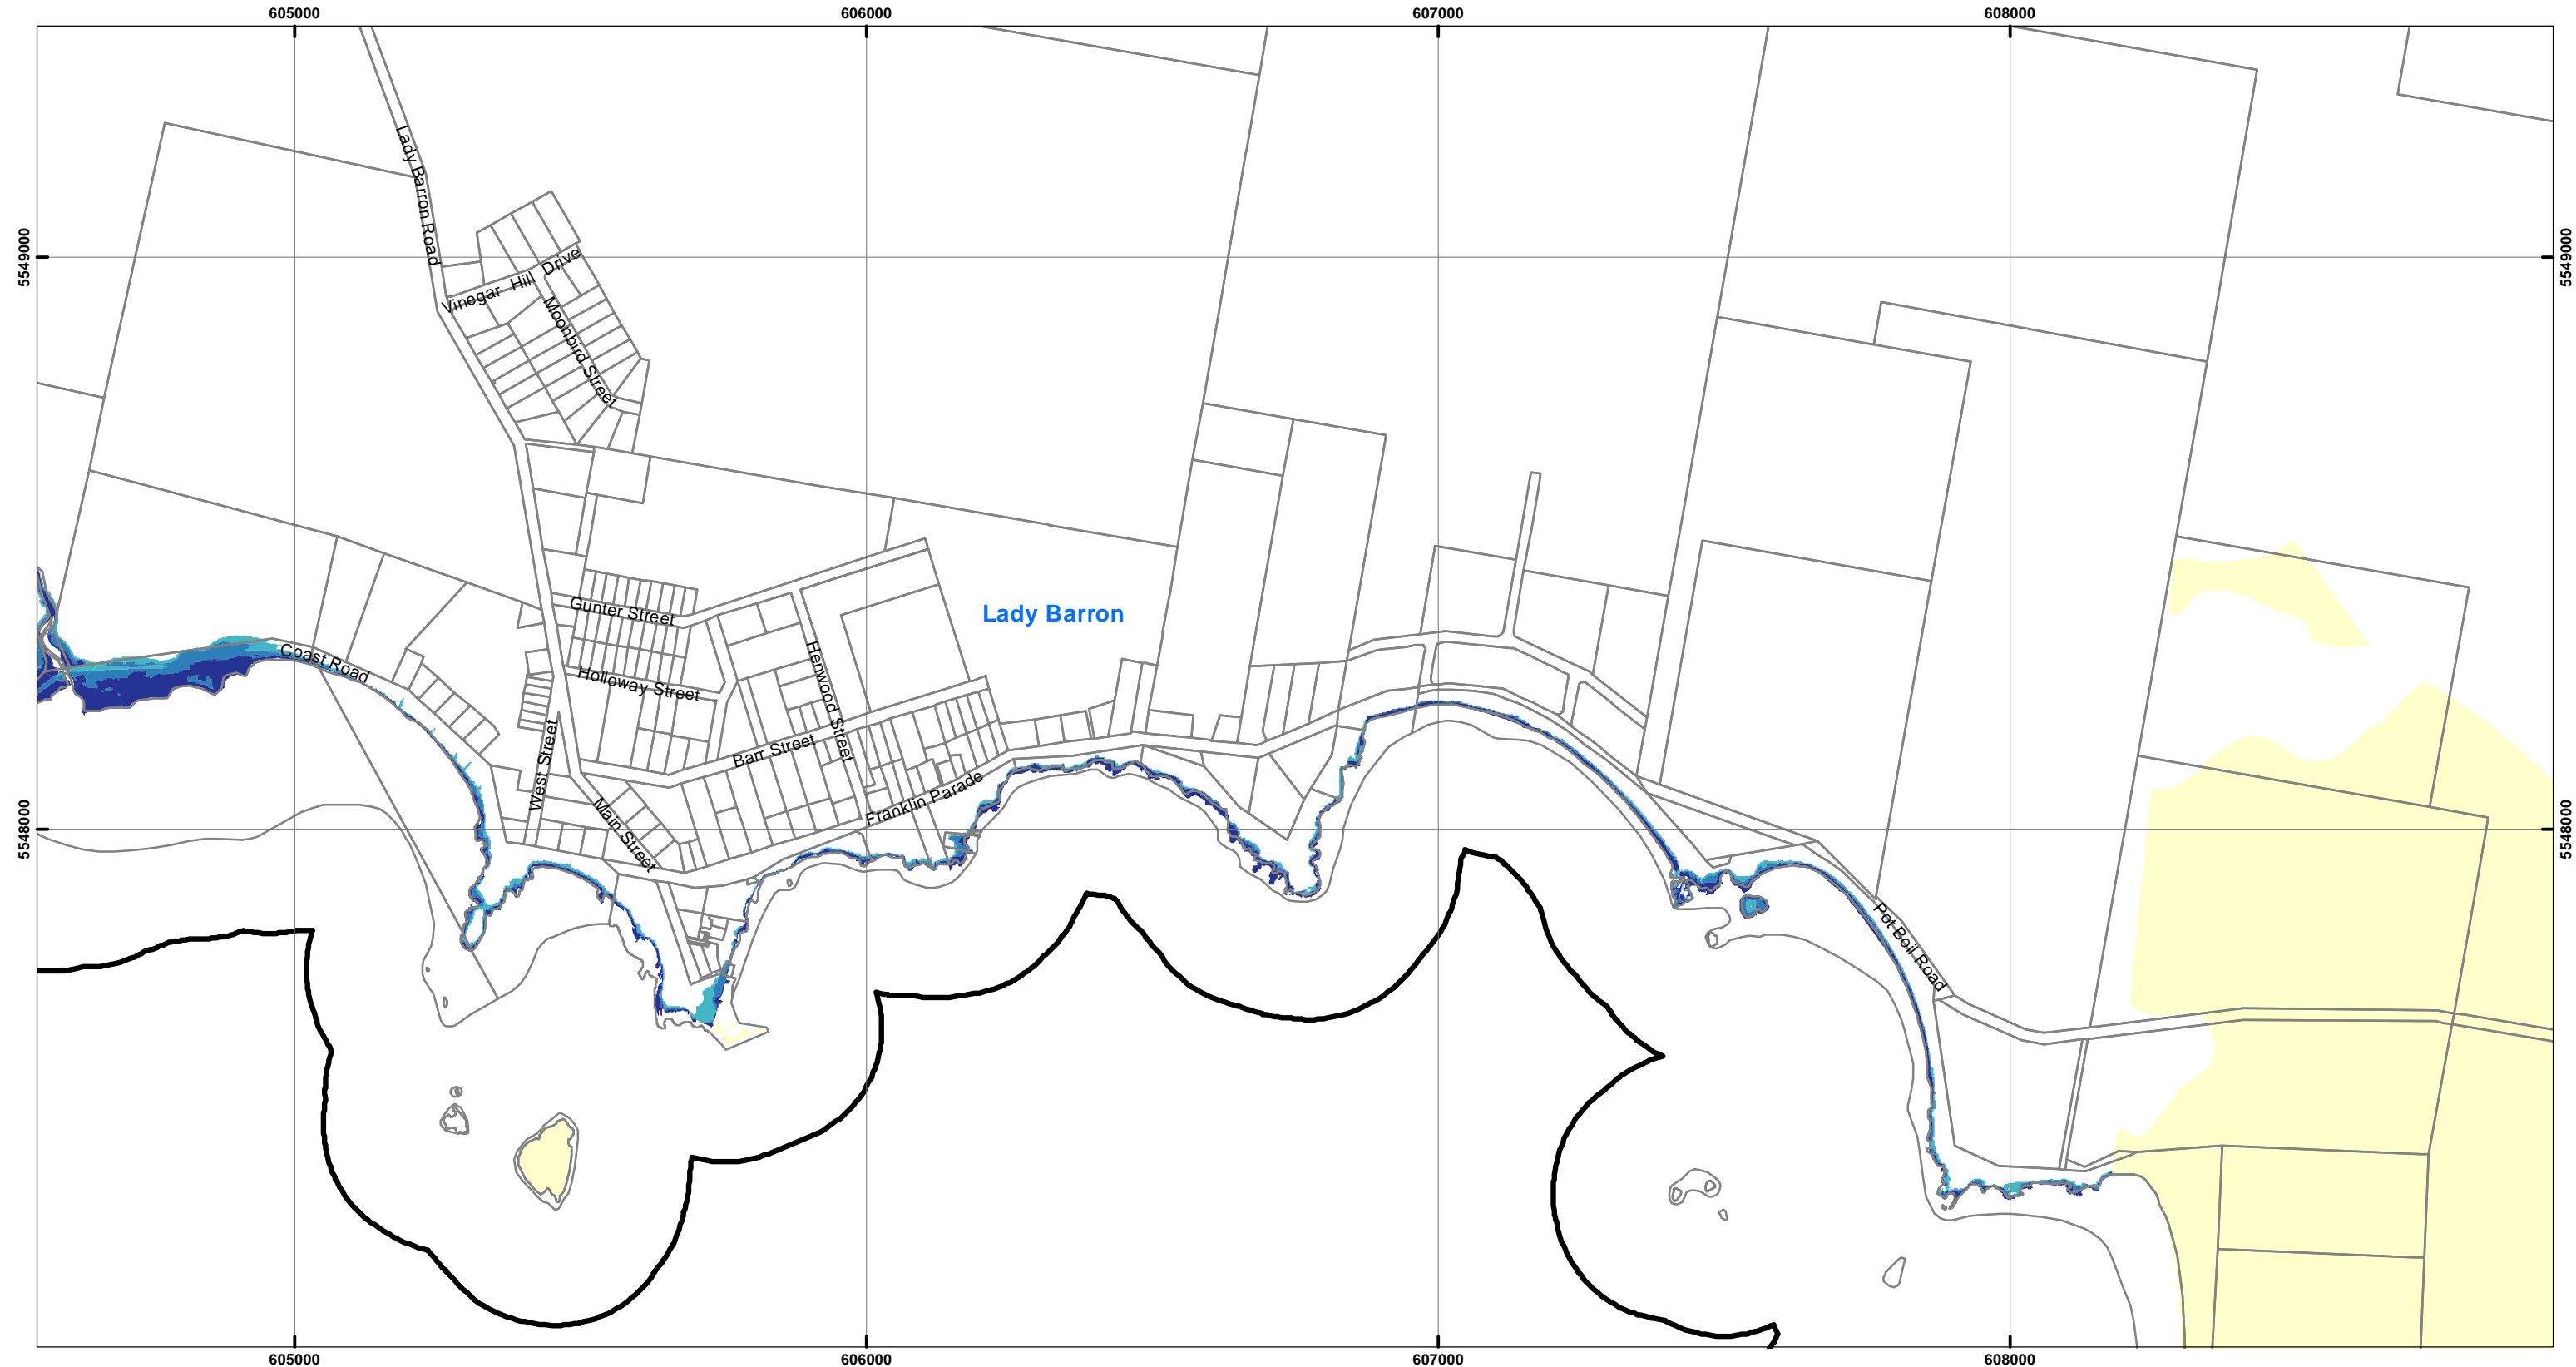 605000
606000
607000
608000
Lady Barron Road
5549000
5549000
Vinegar Hill Drive
Moonbird Street
Gunter Street
Lady Barron
Coast Road
Holloway Street
Henwood Street
West Street
Barr Street
Main Street
Franklin Parade
5548000
5548000
Pot Boil Road
605000
606000
607000
608000